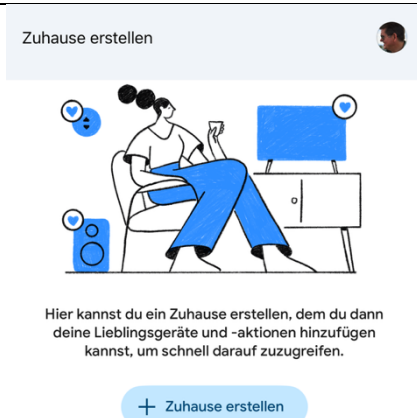 Zuhause erstellen
Hier kannst du ein Zuhause erstellen, dem du dann
deine Lieblingsgeräte und -aktionen hinzufügen
kannst, um schnell darauf zuzugreifen.
+ Zuhause erstellen